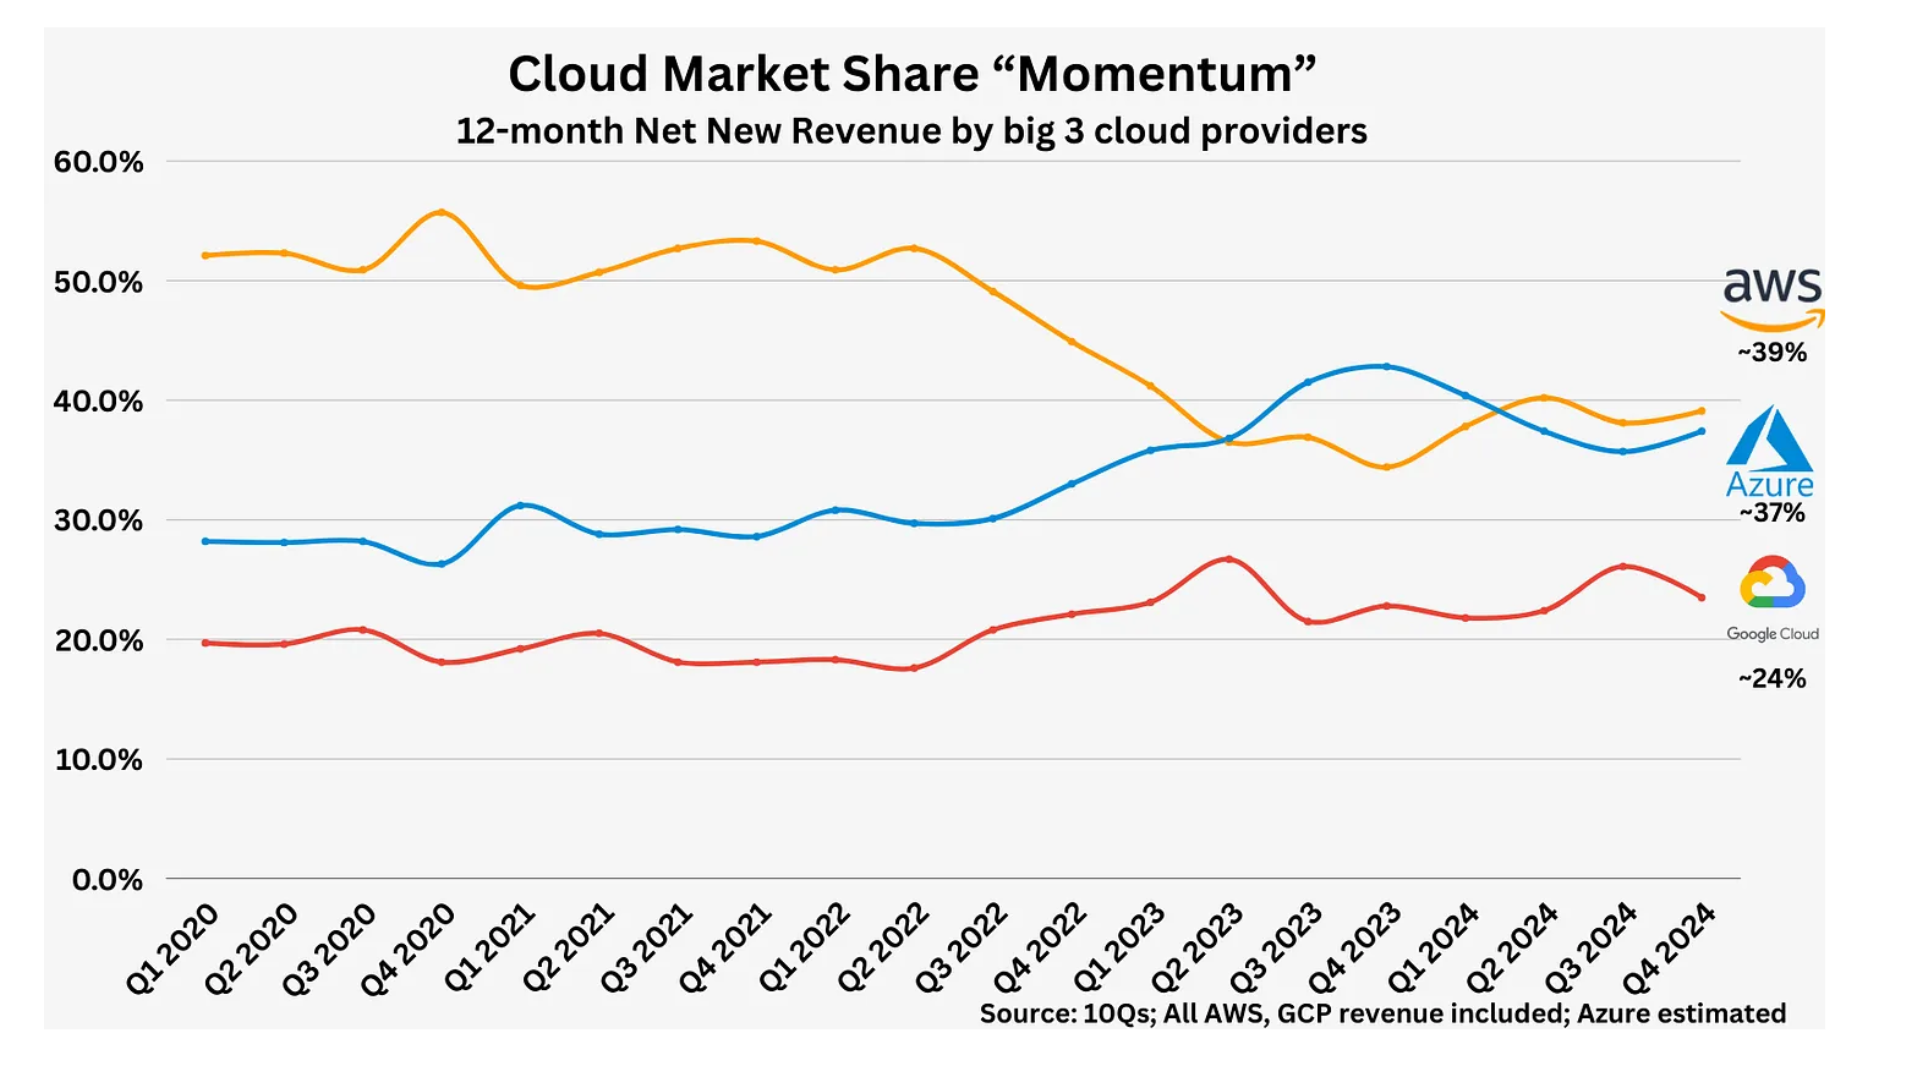 Cloud Market Share “Momentum”
12-month Net New Revenue by big 3 cloud providers
60.0%
50.0%
40.0%
30.0%
20.0%
10.0%
0.0%
aws
~39%
Azure
~37%
Google Cloud
~24%
Q1 2020
Q2 2020
Q3 2020
Q4 2020
Q1 2021
Q2 2021
Q3 2021
Q4 2021
Q1 2022
Q2 2022
Q3 2022
Q4 2022
Q1 2023
Q2 2023
Q3 2023
Q4 2023
Q1 2024
Q2 2024
Q3 2024
Q4 2024
Source: 10Qs; All AWS, GCP revenue included; Azure estimated